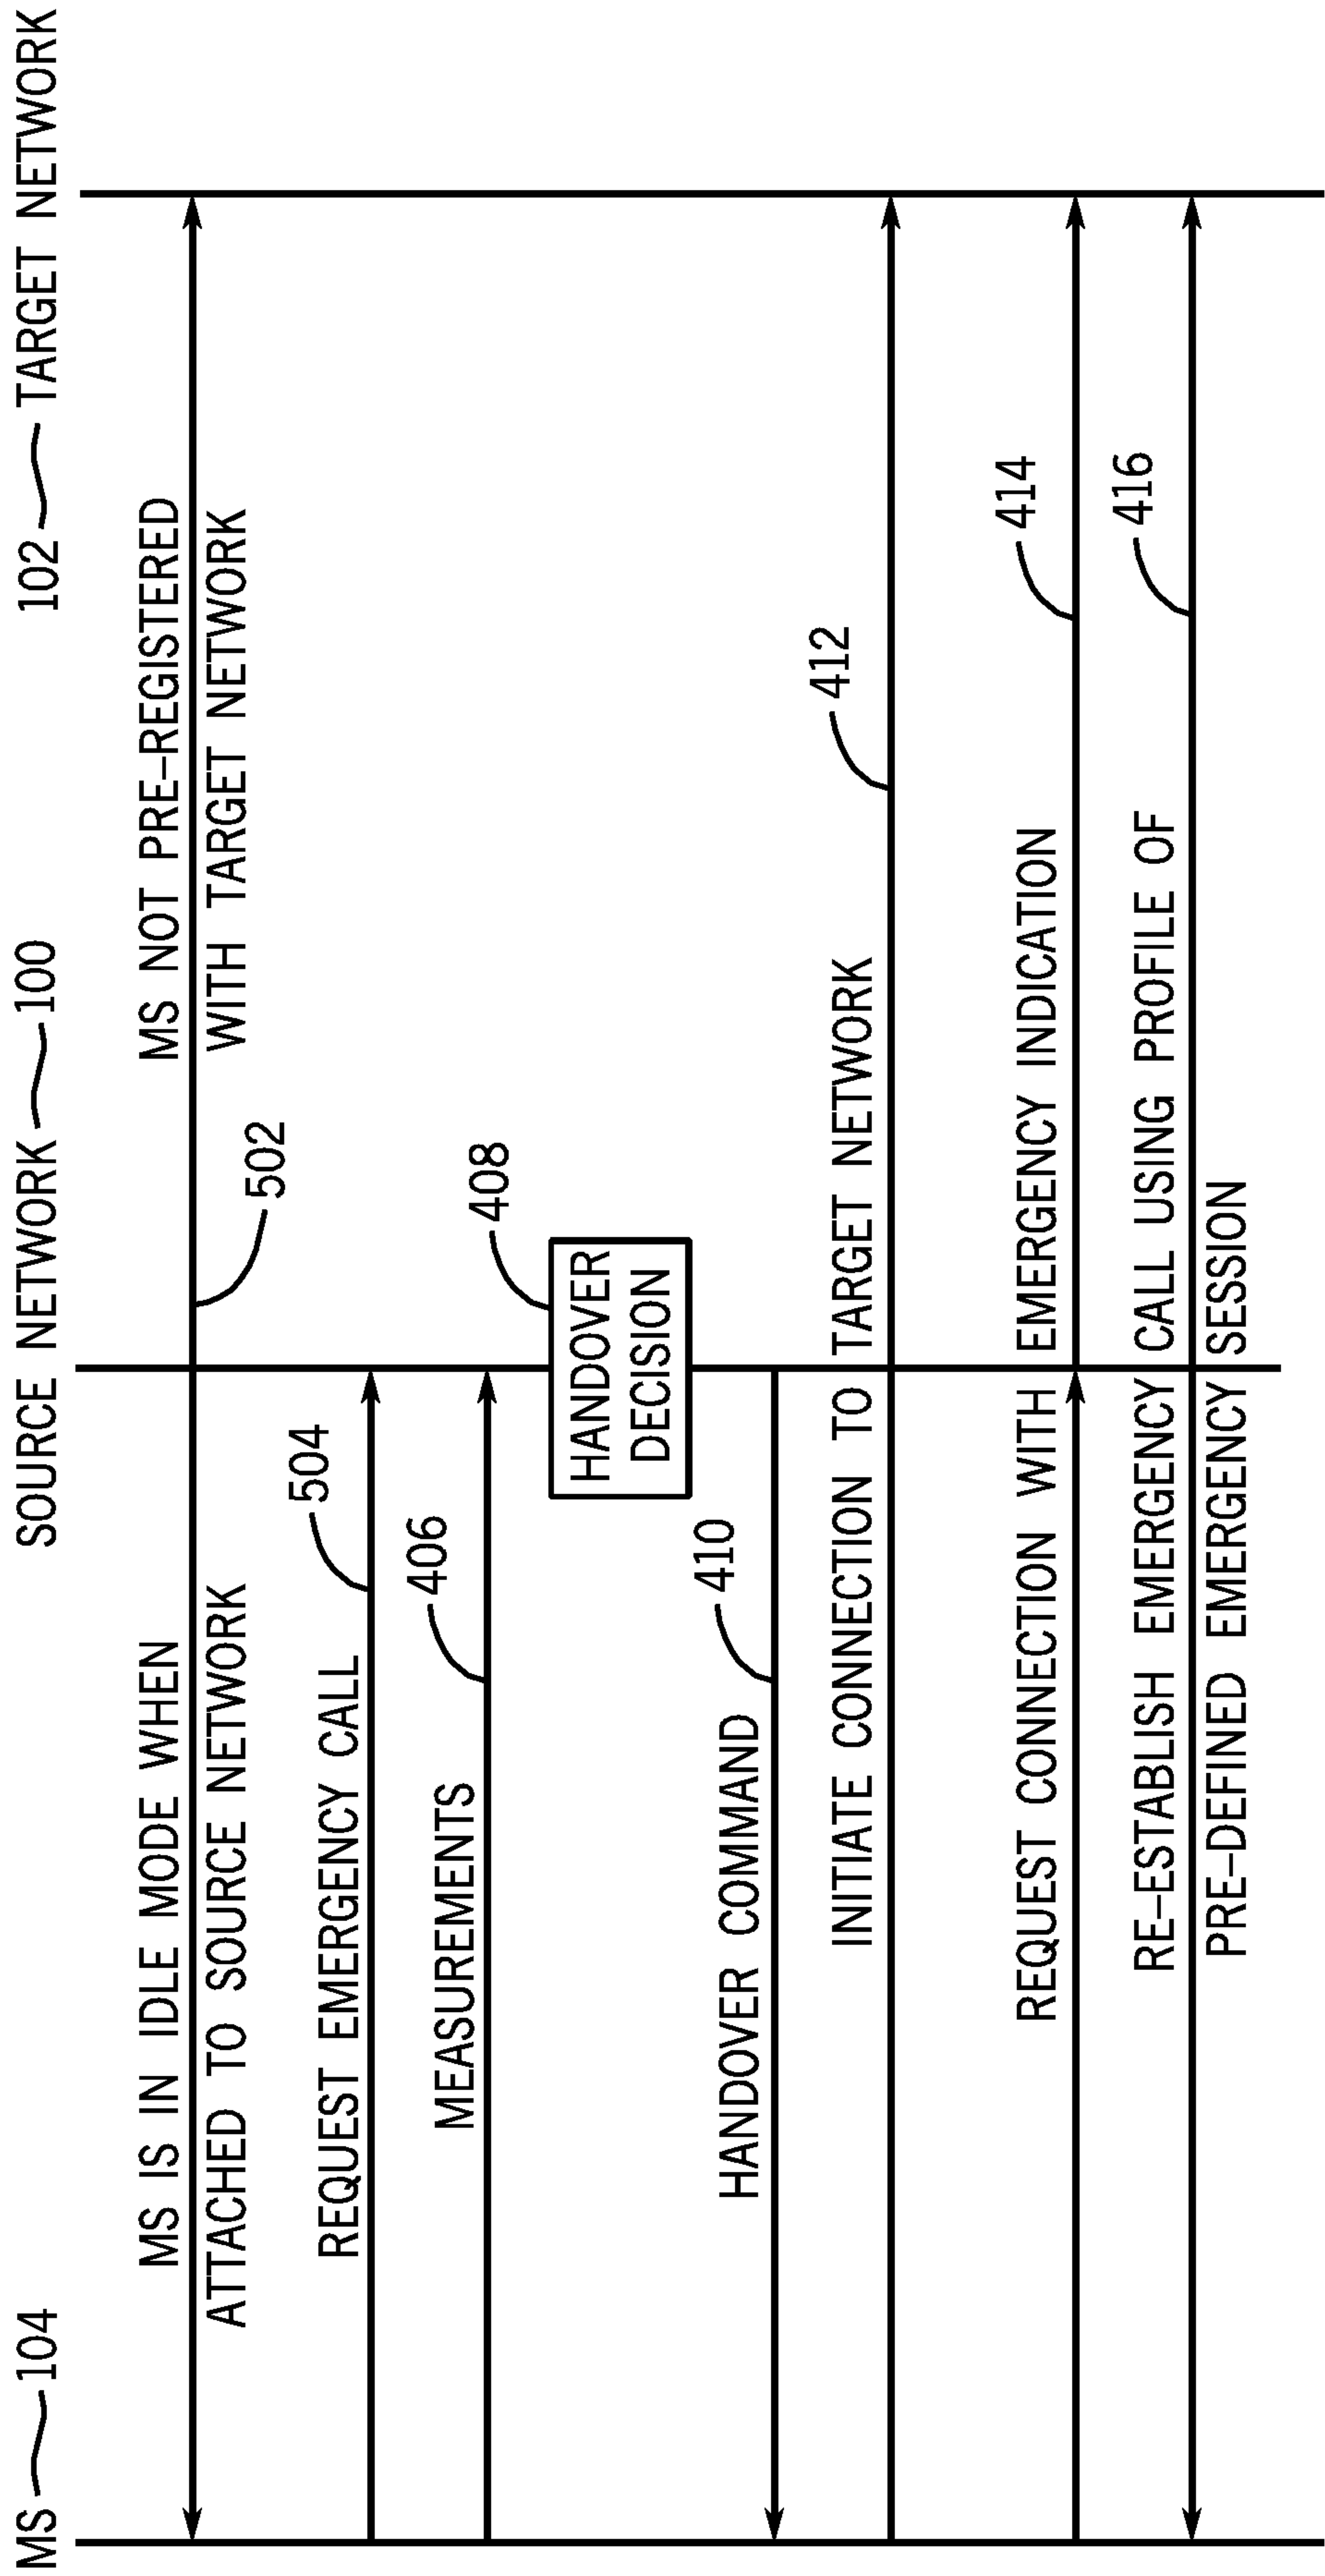 MS 104
SOURCE NETWORK 100
102 TARGET NETWORK
MS IS IN IDLE MODE WHEN
ATTACHED TO SOURCE NETWORK
MS NOT PRE-REGISTERED
WITH TARGET NETWORK
502
REQUEST EMERGENCY CALL
504
MEASUREMENTS
406
408
HANDOVER
DECISION
HANDOVER COMMAND
410
INITIATE CONNECTION TO TARGET NETWORK
412
REQUEST CONNECTION WITH EMERGENCY INDICATION
414
RE-ESTABLISH EMERGENCY CALL USING PROFILE OF
PRE-DEFINED EMERGENCY SESSION
416